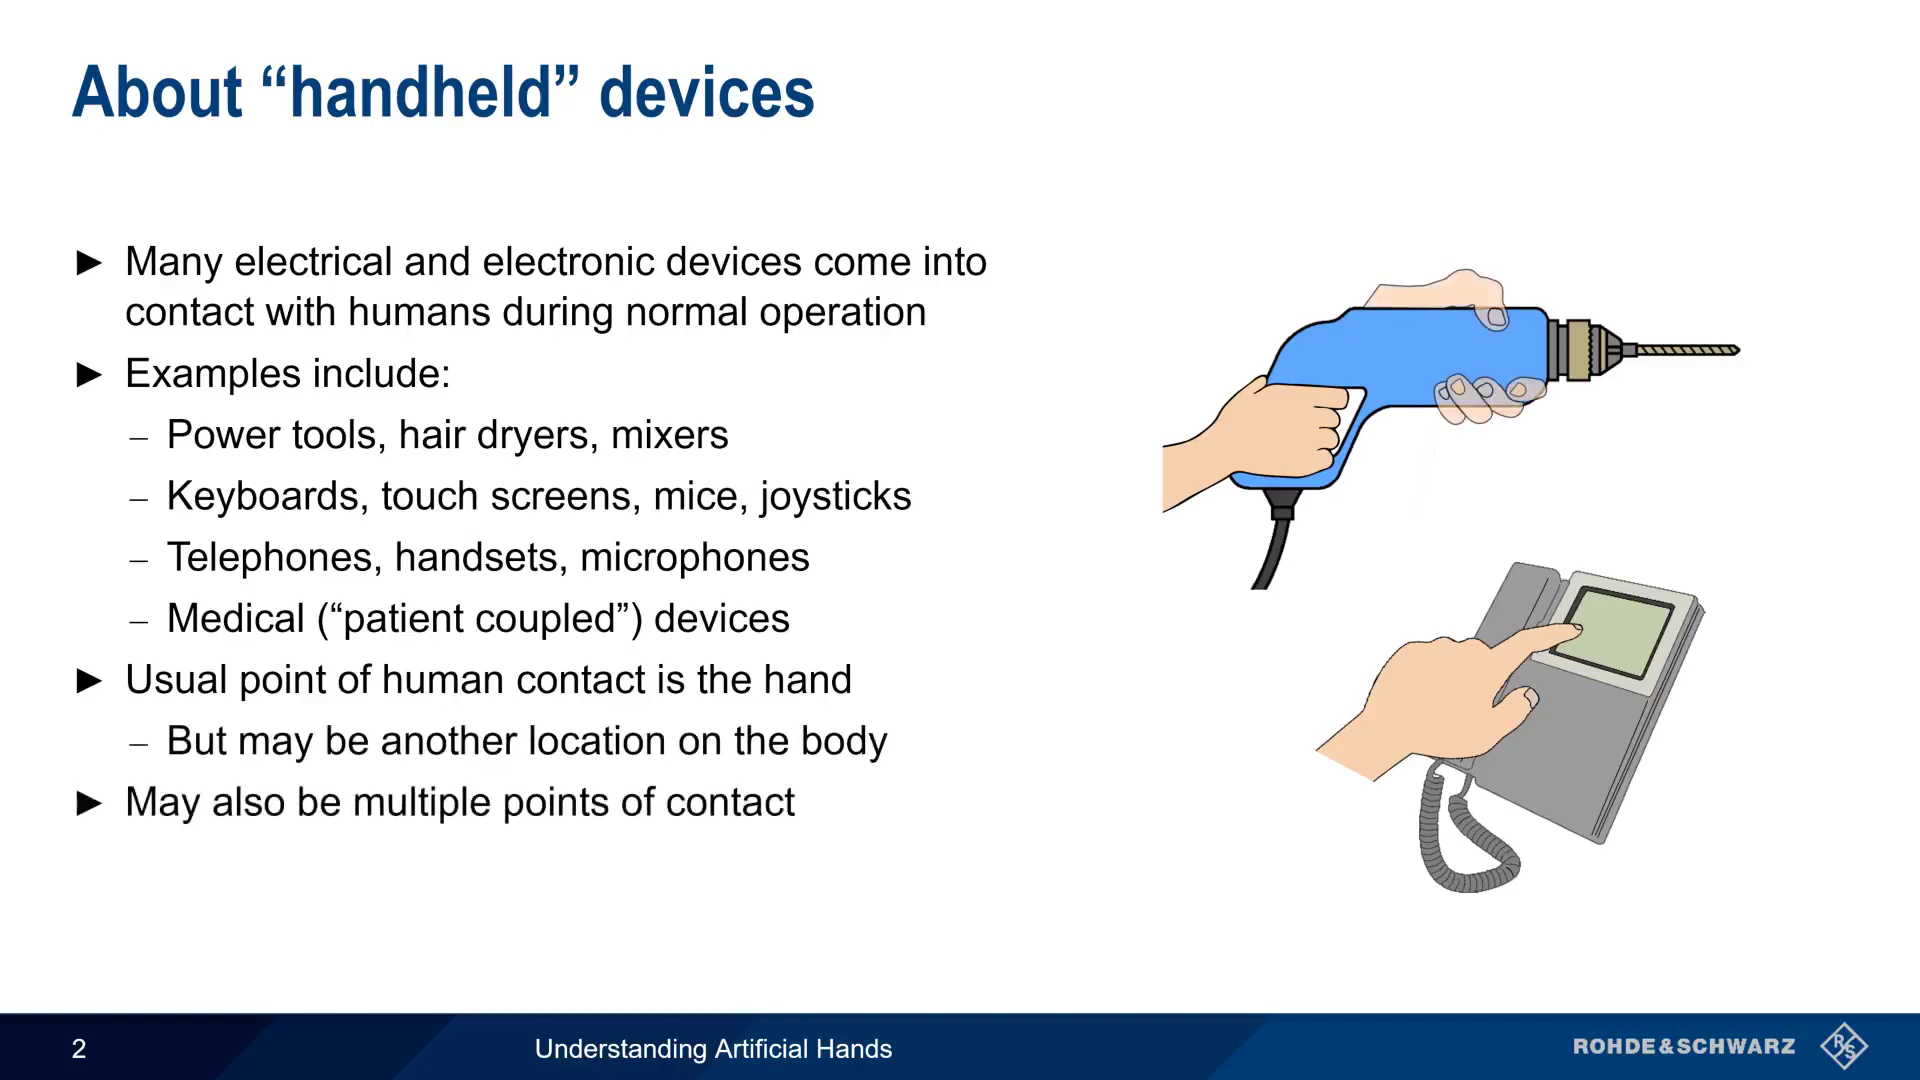 About “handheld” devices
► Many electrical and electronic devices come into
contact with humans during normal operation
► Examples include:
– Power tools, hair dryers, mixers
– Keyboards, touch screens, mice, joysticks
– Telephones, handsets, microphones
– Medical (“patient coupled”) devices
► Usual point of human contact is the hand
– But may be another location on the body
► May also be multiple points of contact
2
Understanding Artificial Hands
ROHDE&SCHWARZ
R&S